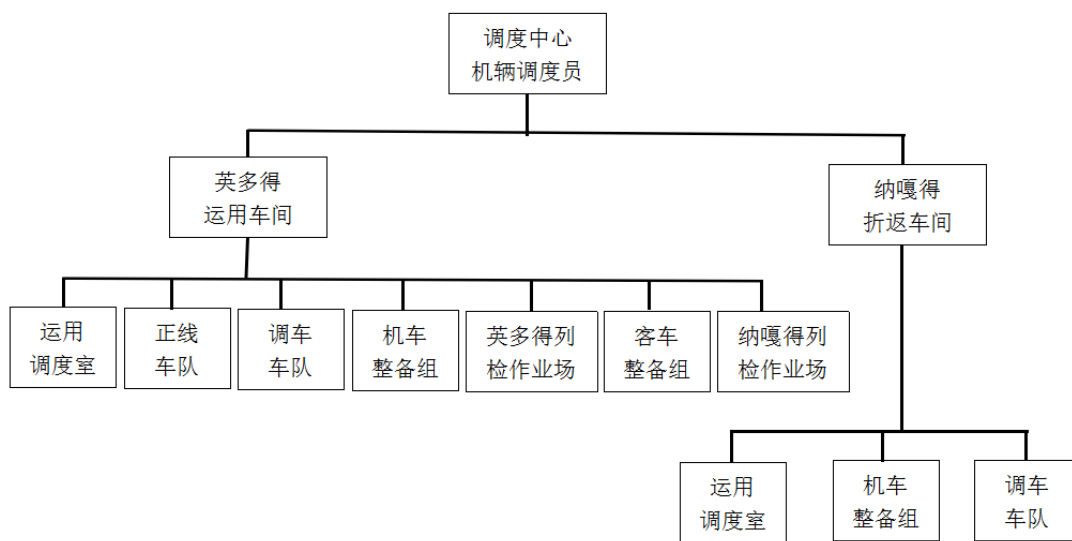 调度中心
机辆调度员
英多得
运用车间
纳嘎得
折返车间
运用
调度室
正线
车队
调车
车队
机车
整备组
英多得列
检作业场
客车
整备组
纳嘎得列
检作业场
运用
调度室
机车
整备组
调车
车队